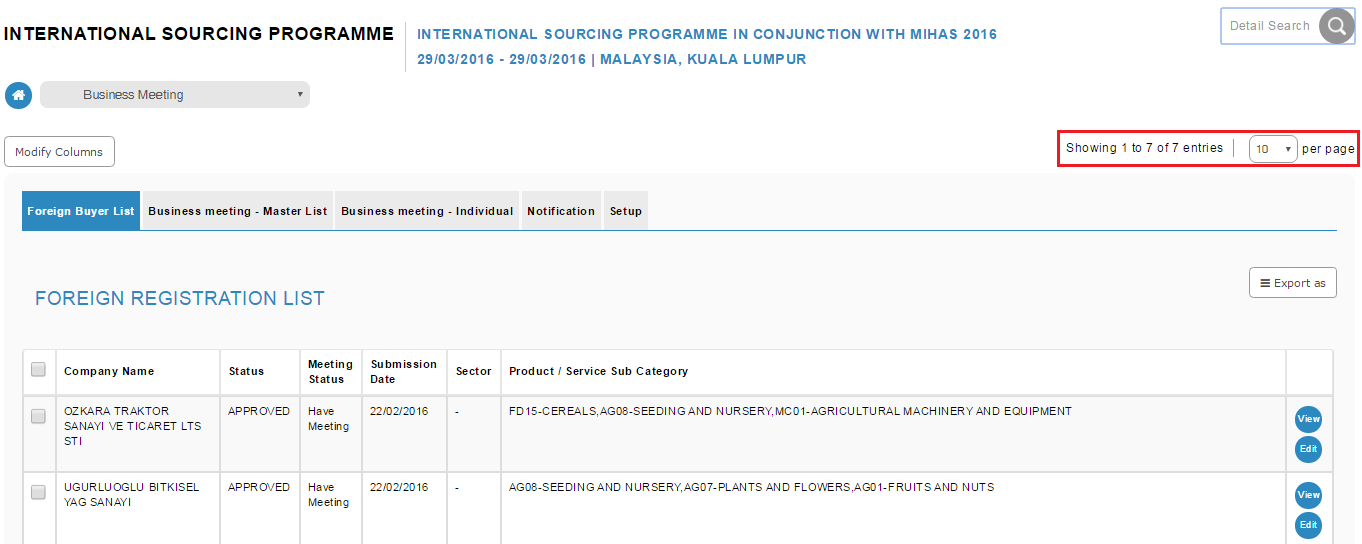 INTERNATIONAL SOURCING PROGRAMME
INTERNATIONAL SOURCING PROGRAMME IN CONJUNCTION WITH MIHAS 2016
29/03/2016 - 29/03/2016 | MALAYSIA, KUALA LUMPUR
Detail Search
Business Meeting
Modify Columns
Showing 1 to 7 of 7 entries | 10 per page
Foreign Buyer List Business meeting - Master List Business meeting - Individual Notification Setup
FOREIGN REGISTRATION LIST
Export as
Company Name
Status
Meeting
Status
Submission
Date
Sector
Product / Service Sub Category
OZKARA TRAKTOR
SANAYI VE TICARET LTS
STI
APPROVED
Have
Meeting
22/02/2016
-
FD15-CEREALS,AG08-SEEDING AND NURSERY,MC01-AGRICULTURAL MACHINERY AND EQUIPMENT
View
Edit
UGURLUOGLU BITKISEL
YAG SANAYI
APPROVED
Have
Meeting
22/02/2016
-
AG08-SEEDING AND NURSERY,AG07-PLANTS AND FLOWERS,AG01-FRUITS AND NUTS
View
Edit